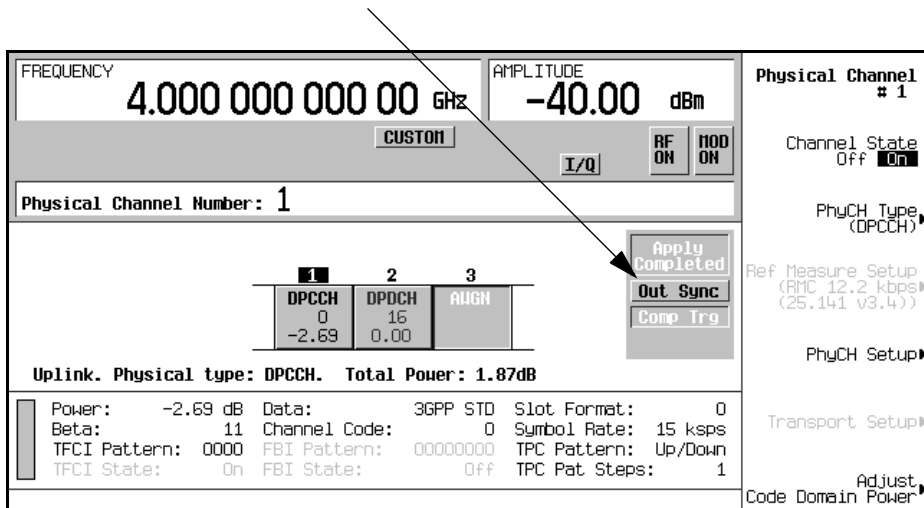 FREQUENCY
4.000 000 000 00 GHz
AMPLITUDE
-40.00 dBm
CUSTOM
I/Q
RF ON
MOD ON
Physical Channel Number: 1
Apply Completed
Out Sync
Comp Trg
1 2 3
DPCCH DPDCH AWGN
0 16
-2.69 0.00
Uplink. Physical type: DPCCH. Total Power: 1.87dB
Power: -2.69 dB Data: 3GPP STD Slot Format: 0
Beta: 11 Channel Code: 0 Symbol Rate: 15 ksps
TFCI Pattern: 0000 FBI Pattern: 00000000 TPC Pattern: Up/Down
TFCI State: On FBI State: Off TPC Pat Steps: 1
Physical Channel
# 1
Channel State
Off On
PhyCH Type
(DPCCH)
Ref Measure Setup
(RMC 12.2 kbps
(25.141 v3.4))
PhyCH Setup
Transport Setup
Adjust
Code Domain Power